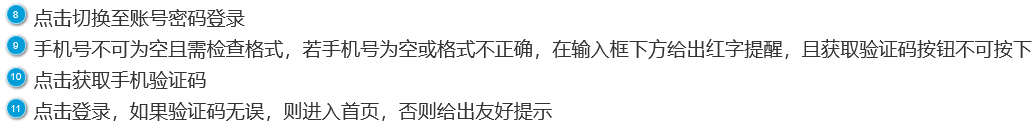 8 点击切换至账号密码登录
9 手机号不可为空且需检查格式，若手机号为空或格式不正确，在输入框下方给出红字提醒，且获取验证码按钮不可按下
10 点击获取手机验证码
11 点击登录，如果验证码无误，则进入首页，否则给出友好提示